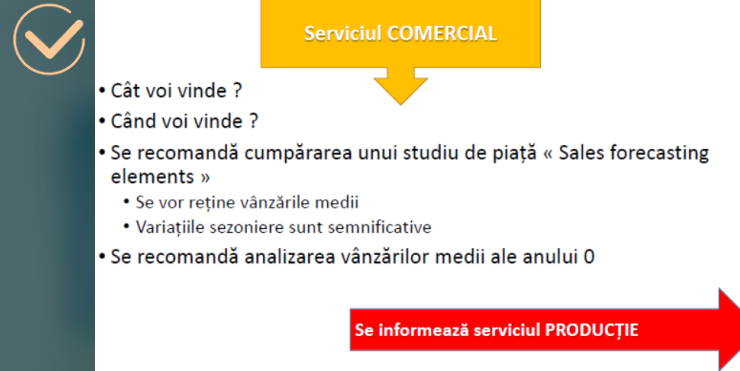 Serviciul COMERCIAL
• Cât voi vinde ?
• Când voi vinde ?
• Se recomandă cumpărarea unui studiu de piață « Sales forecasting
elements »
• Se vor reține vânzările medii
• Variațiile sezoniere sunt semnificative
• Se recomandă analizarea vânzărilor medii ale anului 0
Se informează serviciul PRODUCȚIE